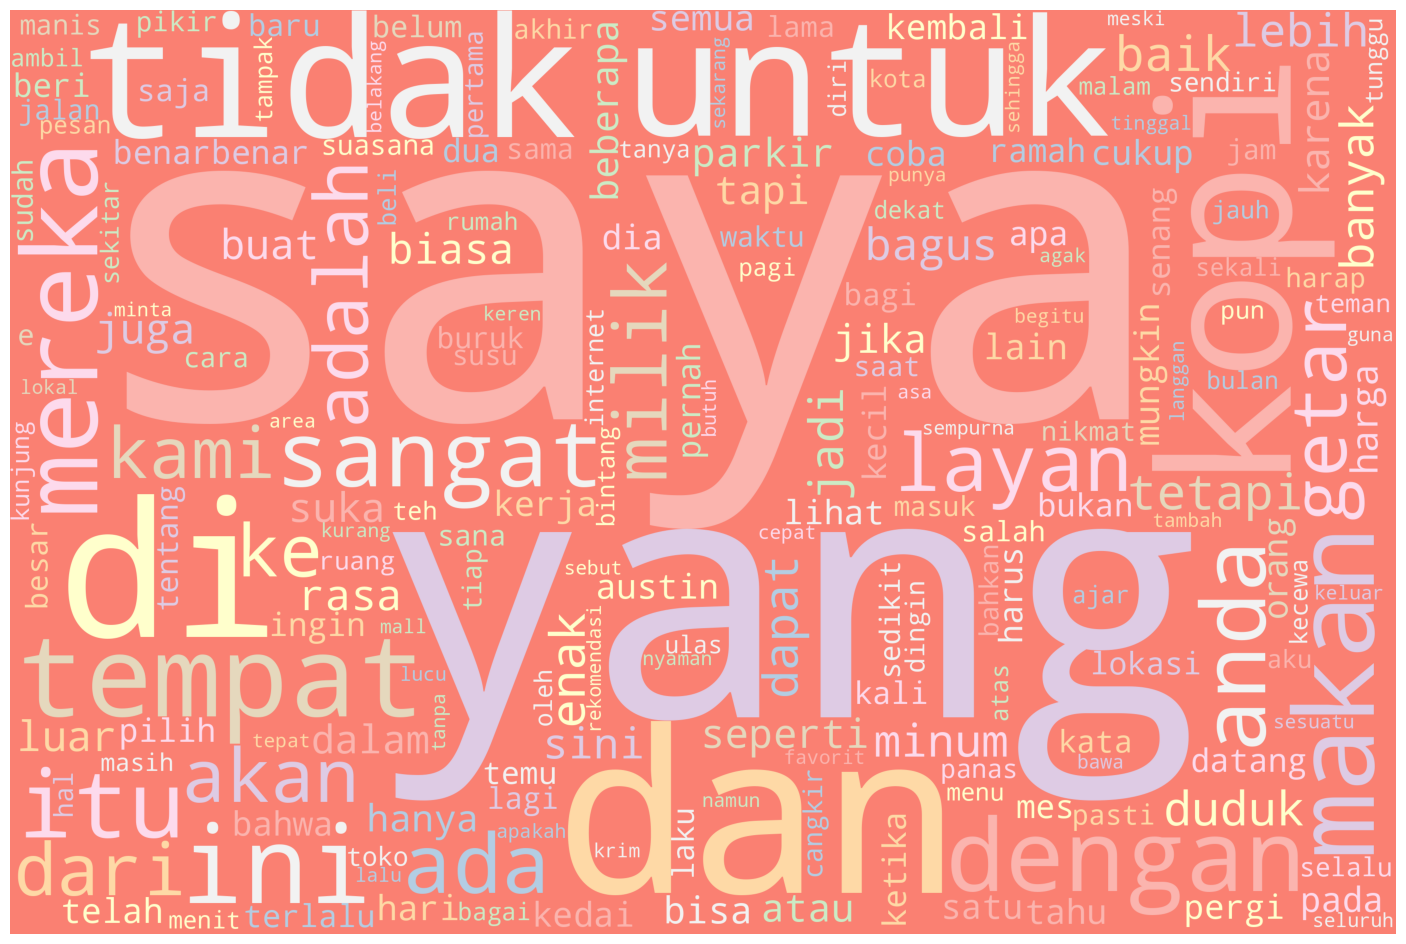 manis
pikir
baru
belum
akhir
semua
lama
kembali
meski
lebih
tidak
untuk
baik
ambil
tampak
belakang
pertama
beberapa
sekarang
diri
kota
sehingga
malam
sendiri
tunggu
beri
saja
jalan
pesan
tinggal
kopi
karena
banyak
benarbenar
suasana
dua
sama
tanya
parkir
coba
ramah
cukup
jam
sudah
mereka
sekitar
adalah
beli
saya
tapi
punya
dekat
jauh
rumah
buat
biasa
dia
waktu
bagus
apa
agak
senang
sekali
harap
pagi
milik
bagi
minta
juga
keren
internet
begitu
pun
teman
e
cara
buruk
susu
jika
lain
mungkin
getar
guna
saat
bulan
langgan
lokal
pernah
butuh
jadi
kecil
asa
harga
kunjung
area
kami
sangat
bintang
sempurna
nikmat
layan
tetapi
besar
tentang
suka
teh
kerja
lihat
masuk
bukan
di
ke
kurang
sana
yang
cepat
salah
tambah
orang
kecewa
makan
ruang
tiap
sebut
austin
dapat
sedikit
dingin
bahkan
harus
ajar
anda
keluar
rasa
ingin
mall
enak
rekomendasi
ulas
nyaman
lokasi
aku
tempat
lucu
tanpa
oleh
kali
atas
sesuatu
luar
pilih
tepat
dalam
sini
seperti
minum
kata
datang
masih
favorit
bawa
hal
itu
akan
temu
lagi
panas
menu
mes
pasti
duduk
bahwa
hanya
apakah
dan
namun
cangkir
dari
ini
toko
lalu
ada
krim
laku
ketika
dengan
selalu
telah
menit
terlalu
hari
bagai
kedai
bisa
atau
satu
tahu
pergi
pada
seluruh